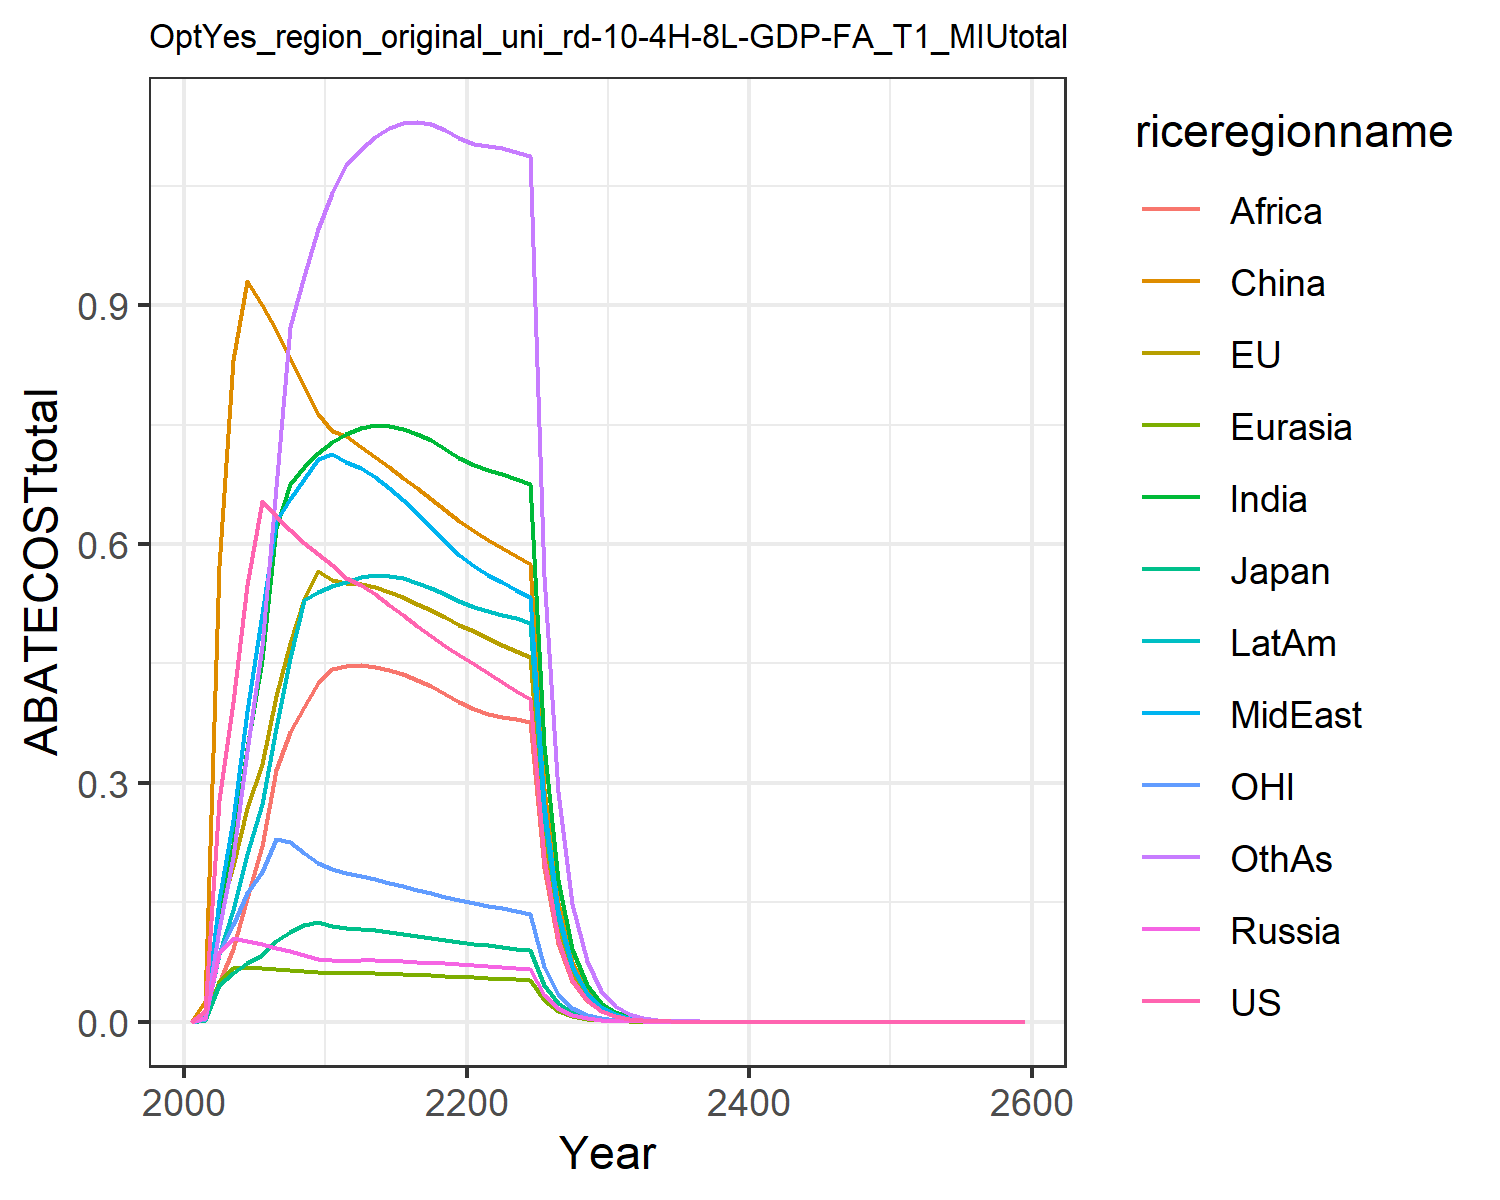 OptYes_region_original_uni_rd-10-4H-8L-GDP-FA_T1_MIUtotal
ABATECOSTtotal
0.9
0.6
0.3
0.0
2000
2200
2400
2600
Year
riceregionname
Africa
China
EU
Eurasia
India
Japan
LatAm
MidEast
OHI
OthAs
Russia
US